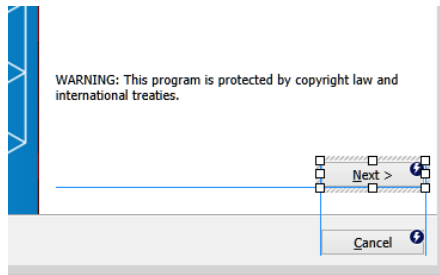 WARNING: This program is protected by copyright law and
international treaties.
Next >
Cancel